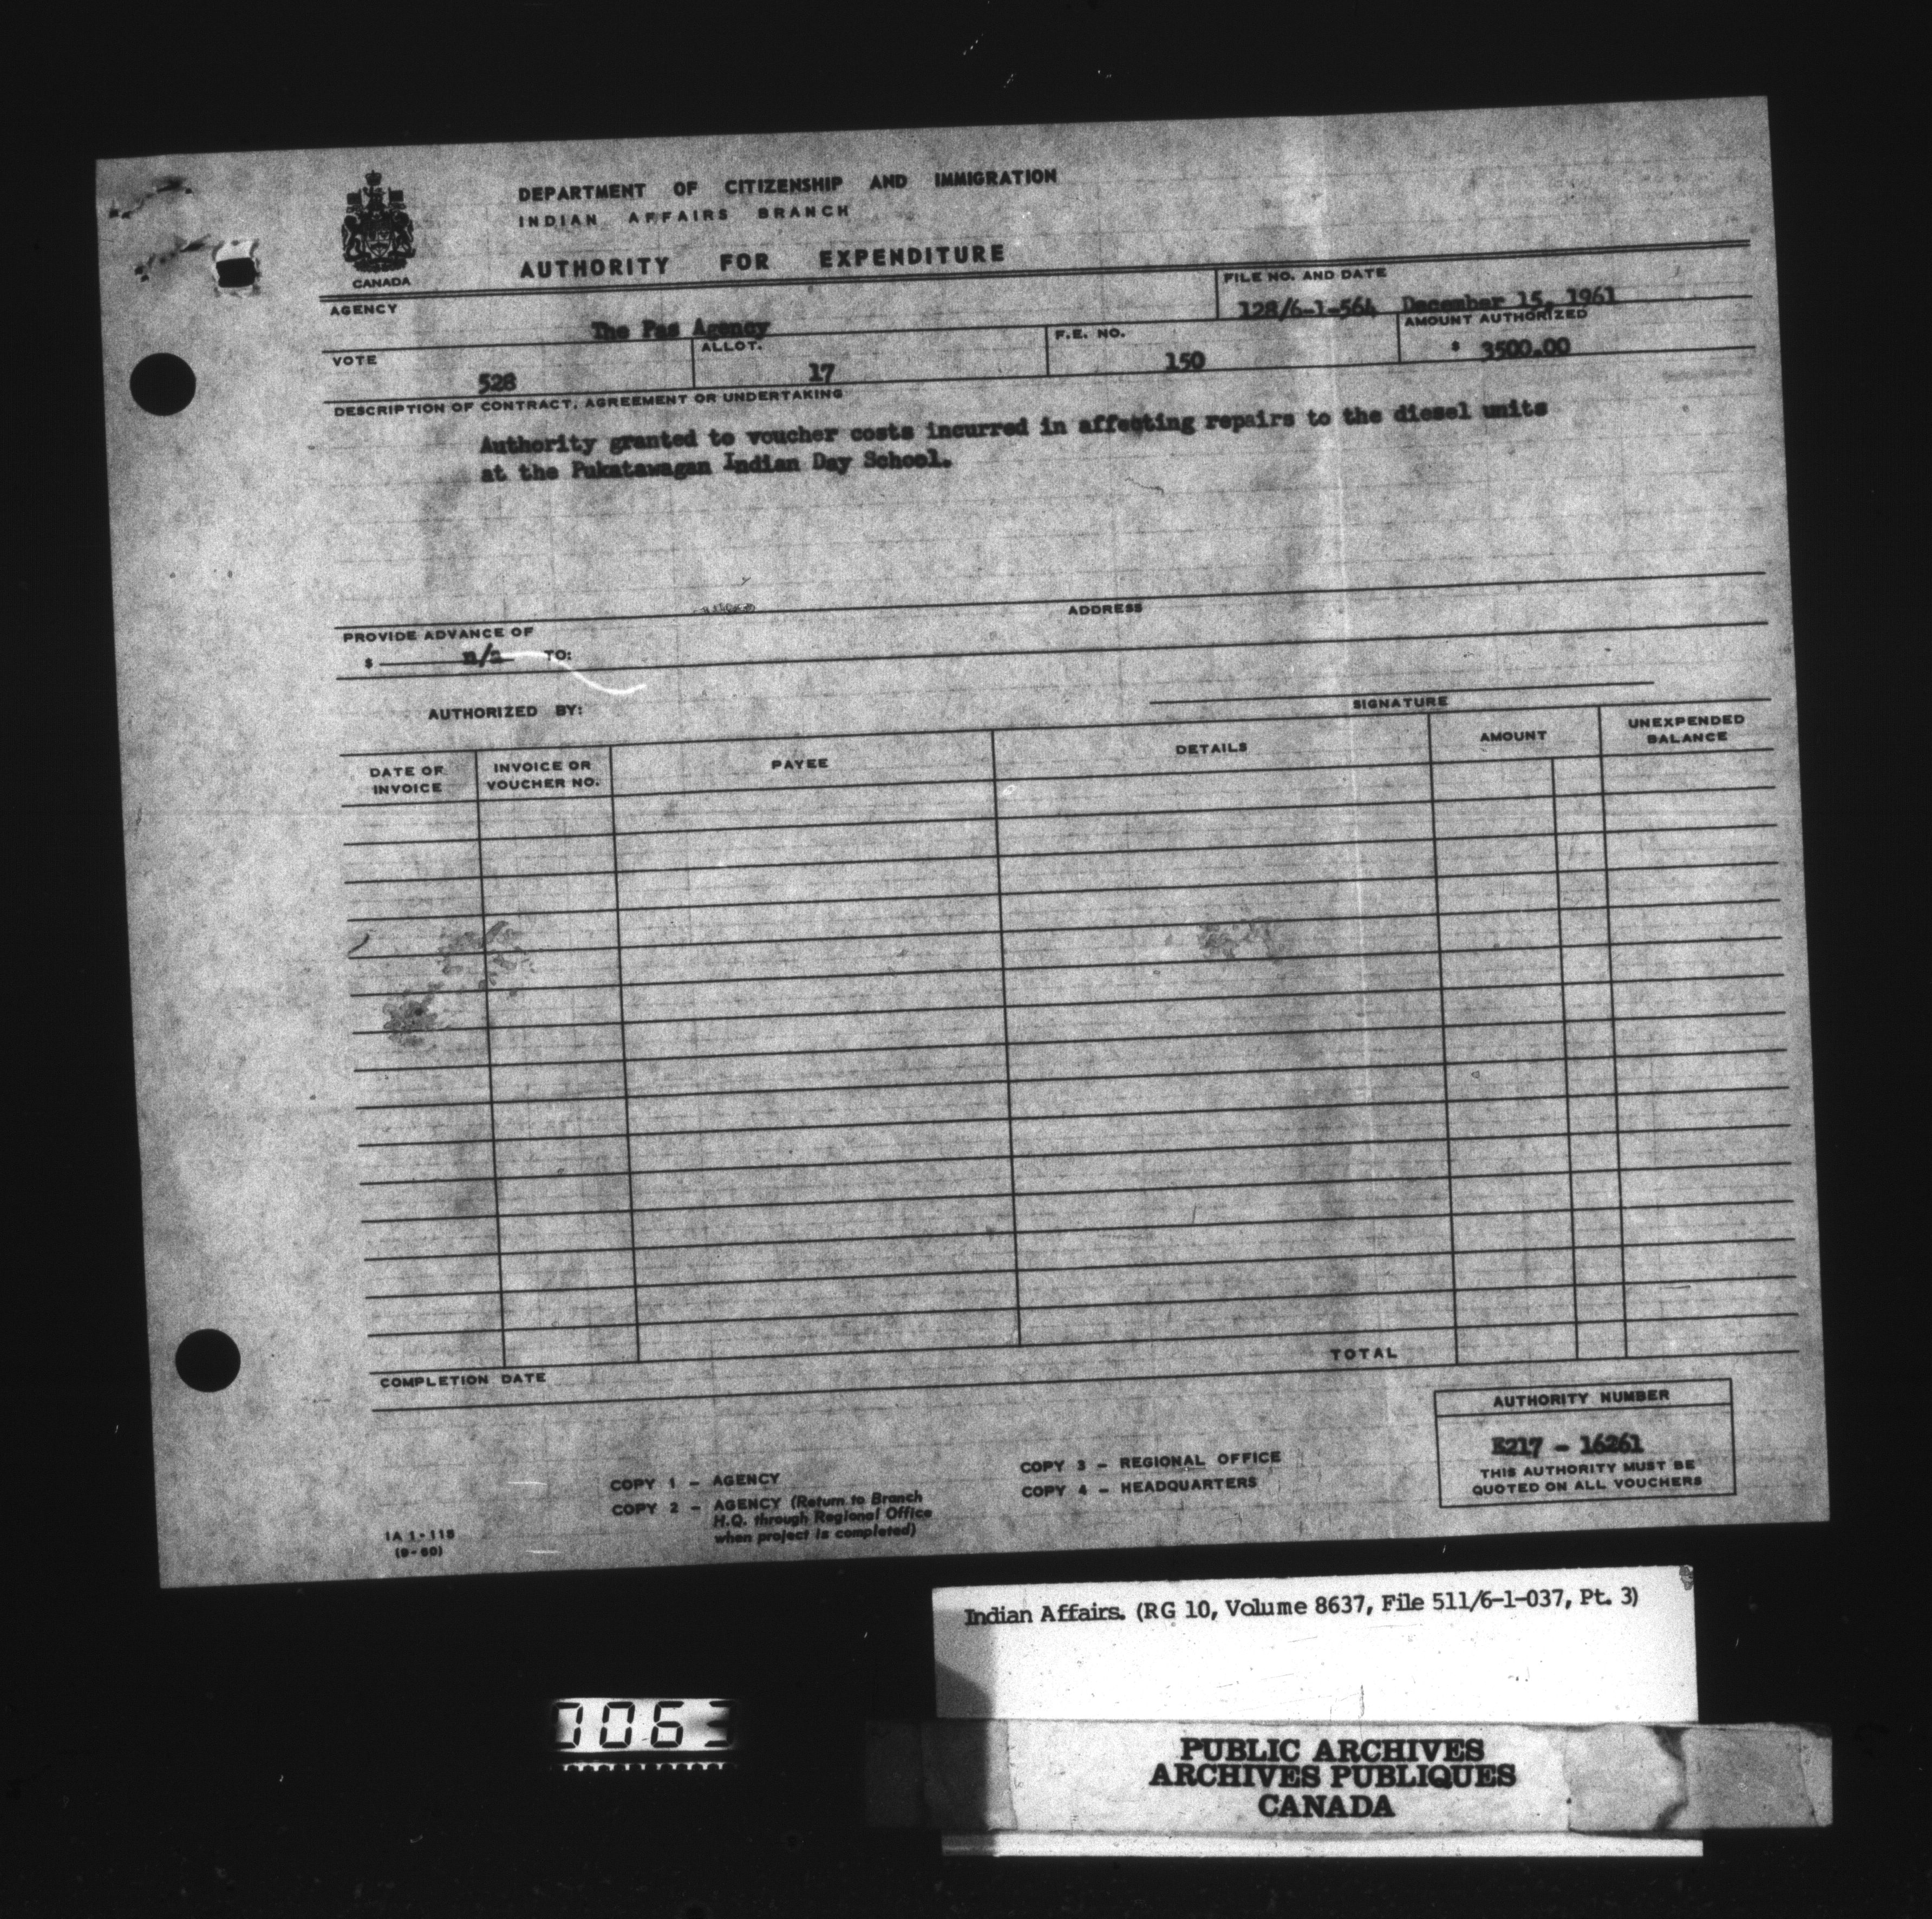 DEPARTMENT OF CITIZENSHIP AND IMMIGRATION
INDIAN AFFAIRS BRANCH
AUTHORITY FOR EXPENDITURE
CANADA
AGENCY
The Pas Agency
FILE NO. AND DATE
128/6-1-564 December 15, 1961
VOTE
528
ALLOT.
17
F.E. NO.
150
AMOUNT AUTHORIZED
$ 3500.00
DESCRIPTION OF CONTRACT, AGREEMENT OR UNDERTAKING
Authority granted to voucher costs incurred in affecting repairs to the diesel units
at the Pukatawagan Indian Day School.
PROVIDE ADVANCE OF
ADDRESS
$ n/a TO:
AUTHORIZED BY:
SIGNATURE
DATE OF
INVOICE
INVOICE OR
VOUCHER NO.
PAYEE
DETAILS
AMOUNT
UNEXPENDED
BALANCE
TOTAL
COMPLETION DATE
AUTHORITY NUMBER
E217 - 16261
THIS AUTHORITY MUST BE
QUOTED ON ALL VOUCHERS
COPY 1 - AGENCY
COPY 2 - AGENCY (Return to Branch
H.Q. through Regional Office
when project is completed)
COPY 3 - REGIONAL OFFICE
COPY 4 - HEADQUARTERS
IA 1-115
(9-60)
Indian Affairs. (RG 10, Volume 8637, File 511/6-1-037, Pt. 3)
7063
PUBLIC ARCHIVES
ARCHIVES PUBLIQUES
CANADA